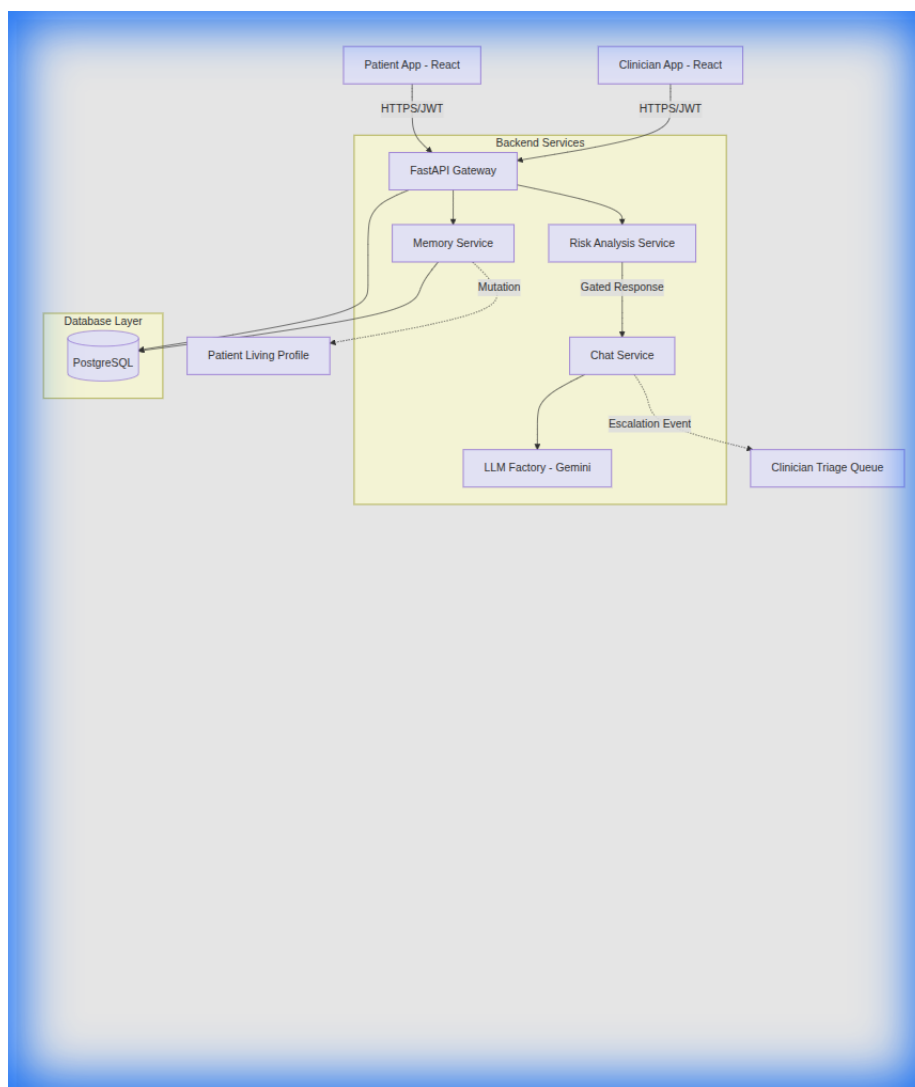 Patient App - React
Clinician App - React
HTTPS/JWT
HTTPS/JWT
Backend Services
FastAPI Gateway
Memory Service
Risk Analysis Service
Mutation
Gated Response
Database Layer
PostgreSQL
Patient Living Profile
Chat Service
Escalation Event
LLM Factory - Gemini
Clinician Triage Queue